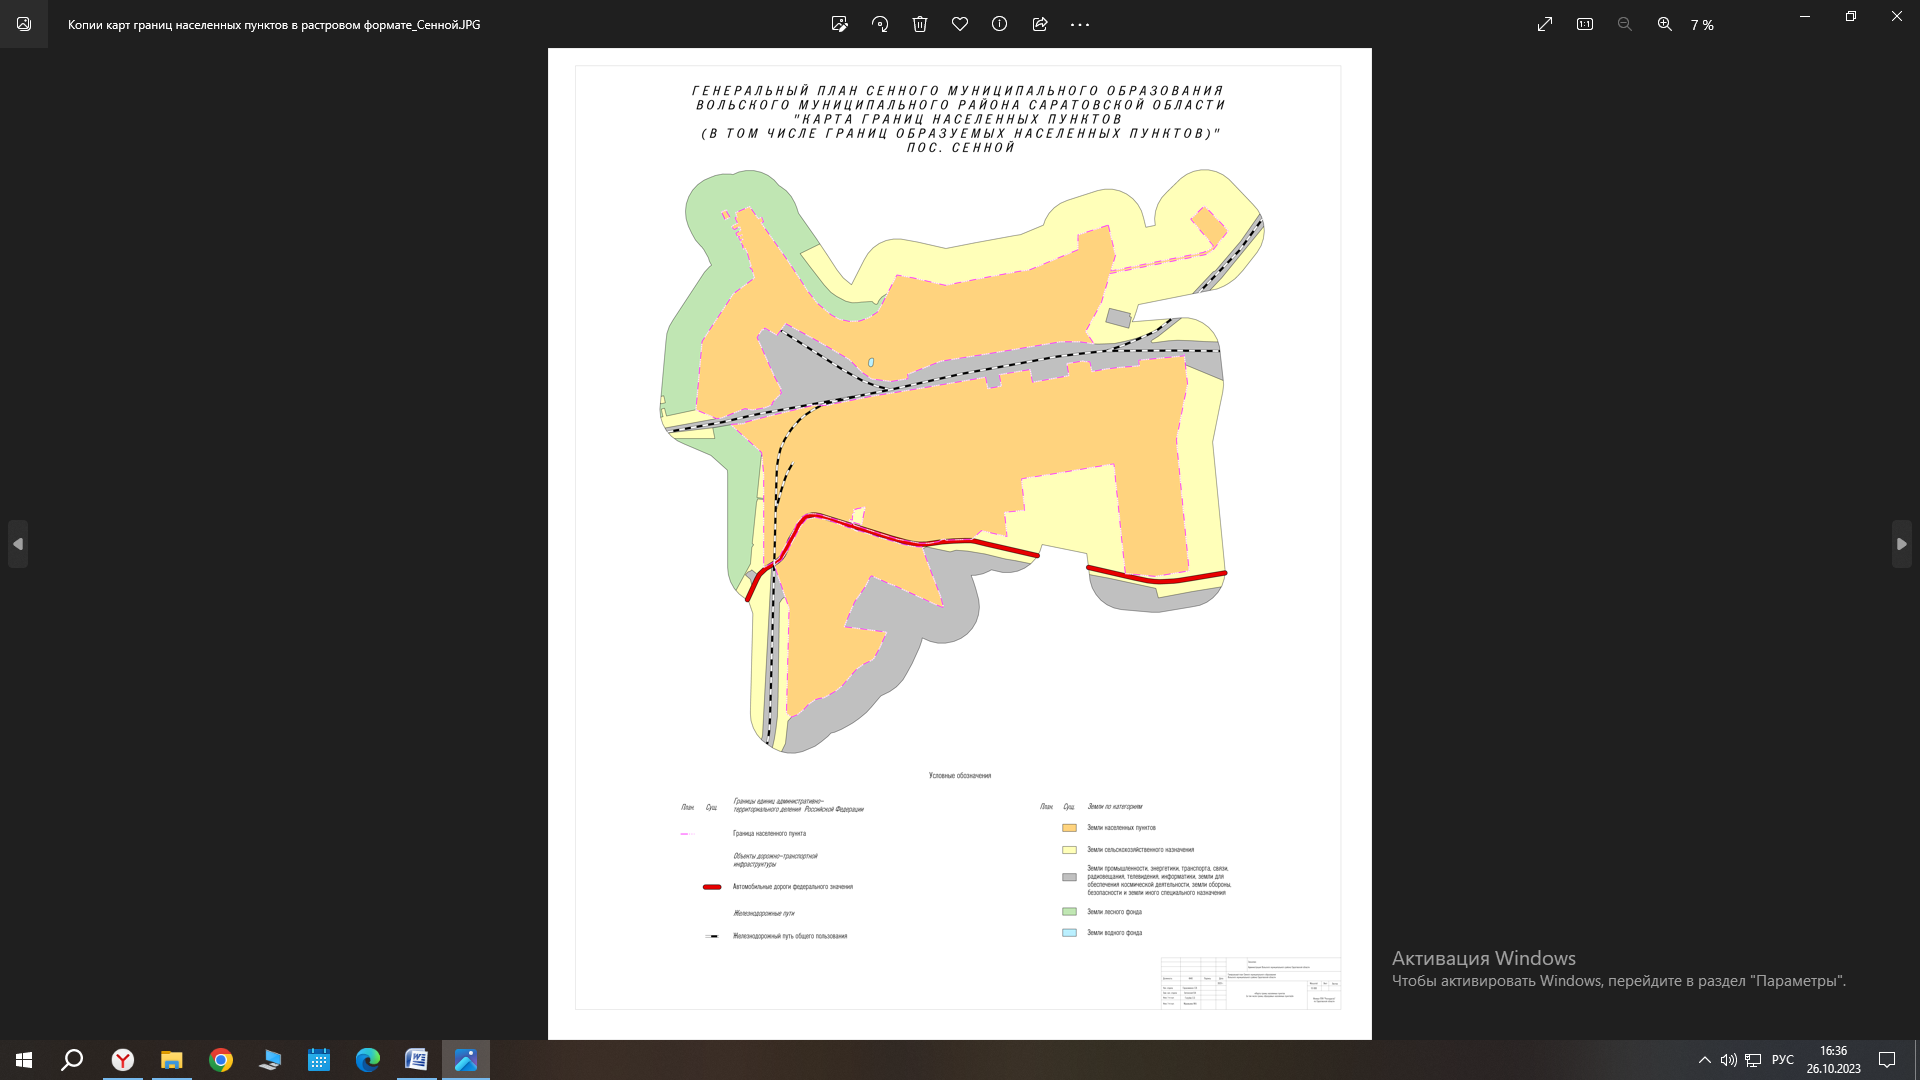 Копии карт границ населенных пунктов в растровом формате_Сенной.JPG
7 %
ГЕНЕРАЛЬНЫЙ ПЛАН СЕННОГО МУНИЦИПАЛЬНОГО ОБРАЗОВАНИЯ
ВОЛЬСКОГО МУНИЦИПАЛЬНОГО РАЙОНА САРАТОВСКОЙ ОБЛАСТИ
"КАРТА ГРАНИЦ НАСЕЛЕННЫХ ПУНКТОВ
(В ТОМ ЧИСЛЕ ГРАНИЦ ОБРАЗУЕМЫХ НАСЕЛЕННЫХ ПУНКТОВ)"
ПОС. СЕННОЙ
Условные обозначения
План. Сущ.
Границы единиц административно-
территориального деления Российской Федерации
Граница населенного пункта
Объекты дорожно-транспортной
инфраструктуры
Автомобильные дороги федерального значения
Железнодорожные пути
Железнодорожный путь общего пользования
План. Сущ. Земли по категориям
Земли населенных пунктов
Земли сельскохозяйственного назначения
Земли промышленности, энергетики, транспорта, связи,
радиовещания, телевидения, информатики, земли для
обеспечения космической деятельности, земли обороны,
безопасности и земли иного специального назначения
Земли лесного фонда
Земли водного фонда
Активация Windows
Чтобы активировать Windows, перейдите в раздел "Параметры".
РУС
16:36
26.10.2023